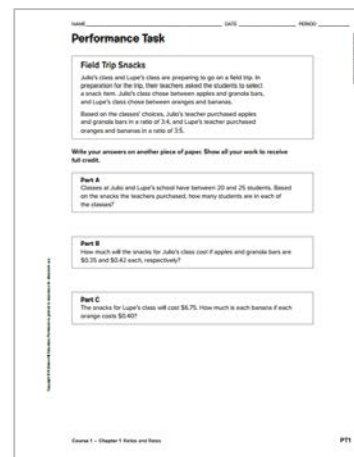 NAME DATE PERIOD
Performance Task
Field Trip Snacks
Julio's class and Lupe's class are preparing to go on a field trip. In
preparation for the trip, their teachers asked the students to select
a snack item. Julio's class chose between apples and granola bars,
and Lupe's class chose between oranges and bananas.
Based on the classes' choices, Julio's teacher purchased apples
and granola bars in a ratio of 3:4, and Lupe's teacher purchased
oranges and bananas in a ratio of 3:5.
Write your answers on another piece of paper. Show all your work to receive
full credit.
Part A
Classes at Julio and Lupe's school have between 20 and 25 students. Based
on the snacks the teachers purchased, how many students are in each of
the classes?
Part B
How much will the snacks for Julio's class cost if apples and granola bars are
$0.35 and $0.42 each, respectively?
Part C
The snacks for Lupe's class will cost $6.75. How much is each banana if each
orange costs $0.40?
Course 1 • Chapter 1 Ratios and Rates PT1